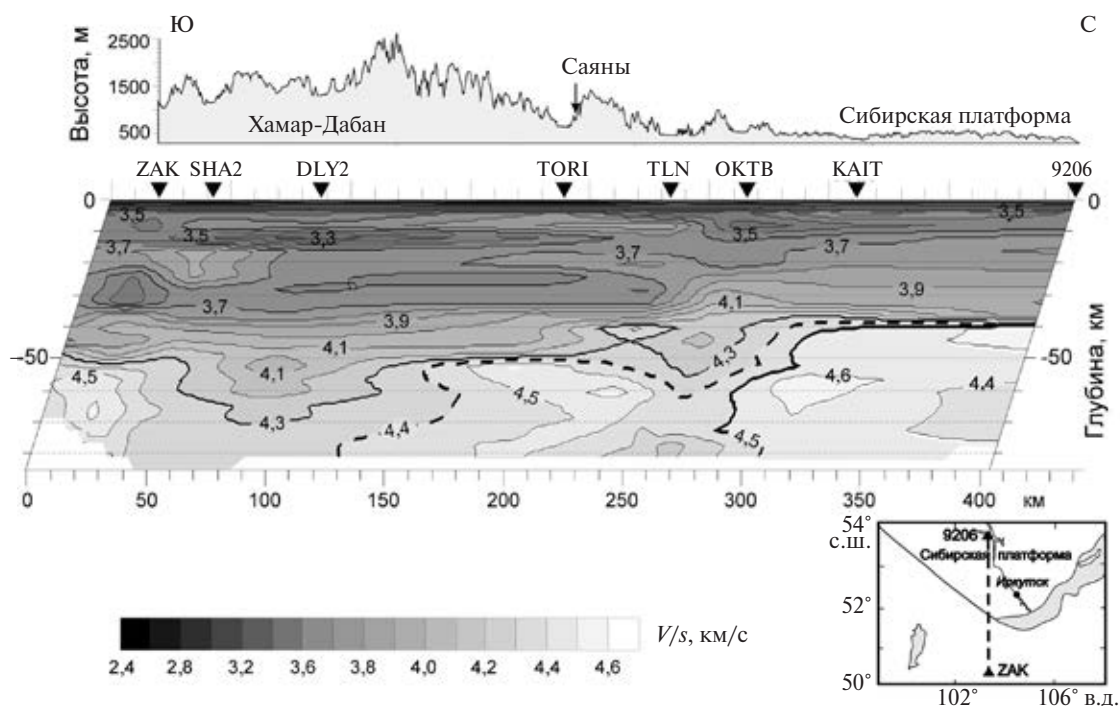 Ю С
Высота, м
2500
1500
500
Саяны
Хамар-Дабан
Сибирская платформа
ZAK SHA2 DLY2 TORI TLN OKTB KAIT 9206
0 0
3,5 3,5
3,5 3,3 3,5
3,7 3,7 3,7
3,7 3,9 4,1 3,9
4,1 4,3
-50 -50
4,5 4,1 4,5 4,6 4,4
4,3 4,4 4,5
Глубина, км
0 50 100 150 200 250 300 350 400 км
54°
с.ш.
9206
Сибирская платформа
Иркутск
52°
ZAK
50°
102° 106° в.д.
V/s, км/с
2,4 2,8 3,2 3,6 3,8 4,0 4,2 4,4 4,6